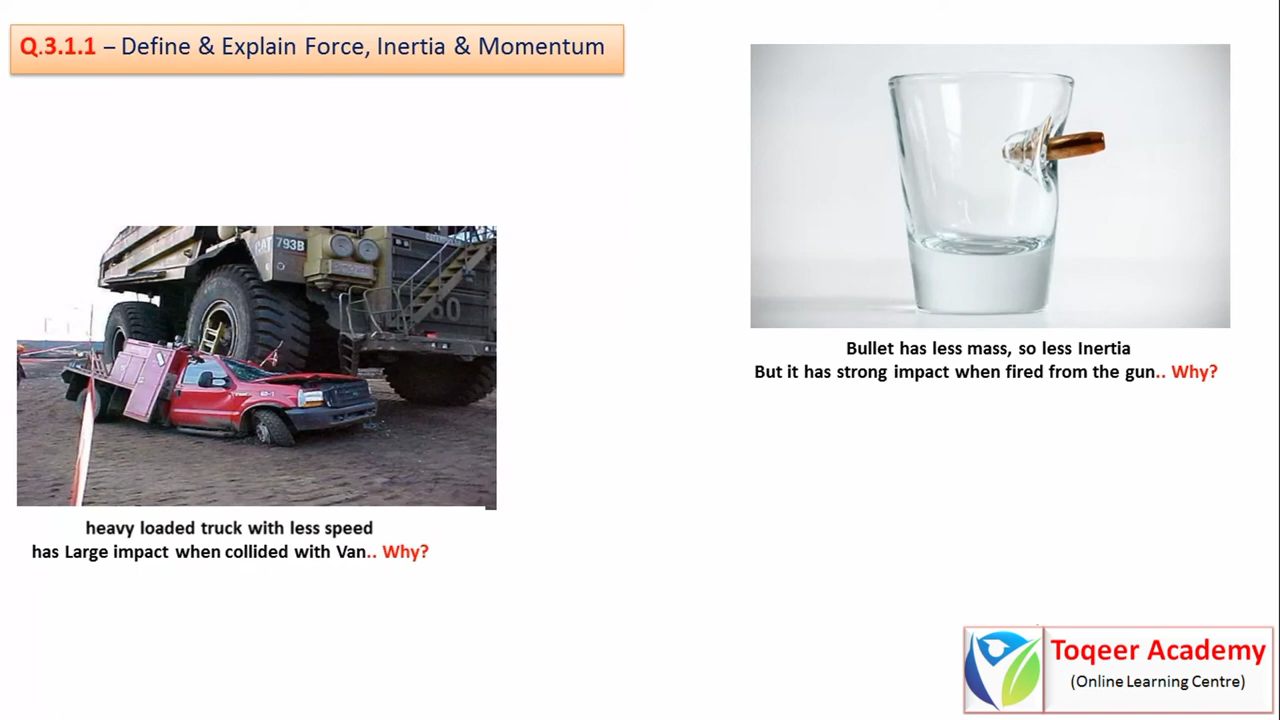 Q.3.1.1 – Define & Explain Force, Inertia & Momentum
CAT 793B
Bullet has less mass, so less Inertia
But it has strong impact when fired from the gun.. Why?
heavy loaded truck with less speed
has Large impact when collided with Van.. Why?
Toqeer Academy
(Online Learning Centre)